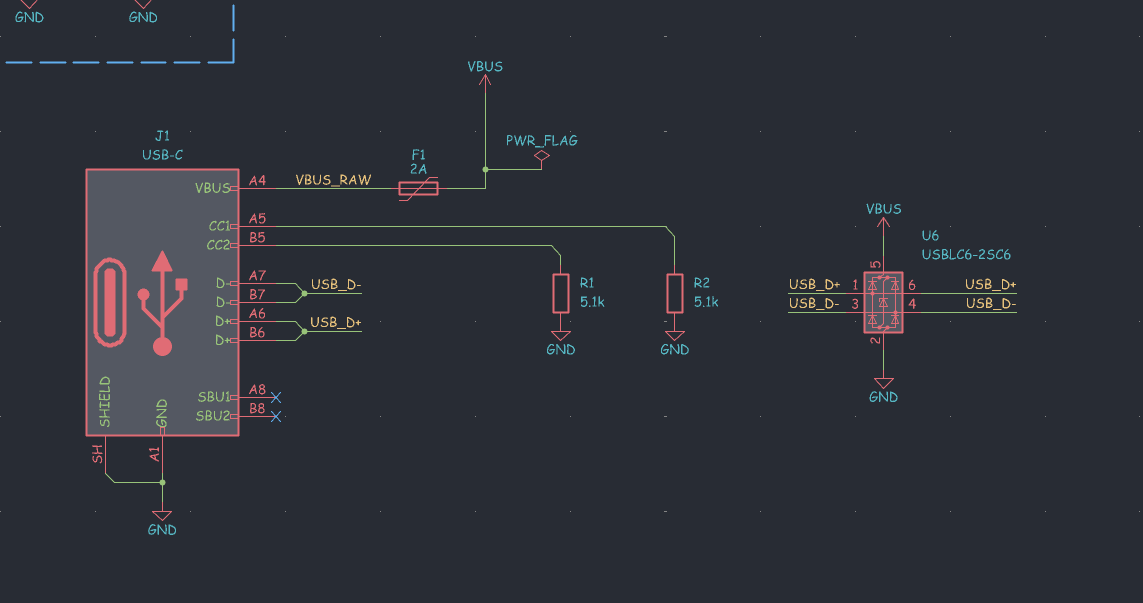 GND
GND
VBUS
J1
USB-C
PWR_FLAG
F1
2A
VBUS
A4
VBUS_RAW
CC1
A5
CC2
B5
VBUS
U6
USBLC6-2SC6
5
D-
A7
USB_D-
D-
B7
R1
5.1k
R2
5.1k
USB_D+
1
6
USB_D+
USB_D-
3
4
USB_D-
D+
A6
USB_D+
D+
B6
2
GND
GND
GND
SBU1
A8
SBU2
B8
SHIELD
GND
SH
A1
GND